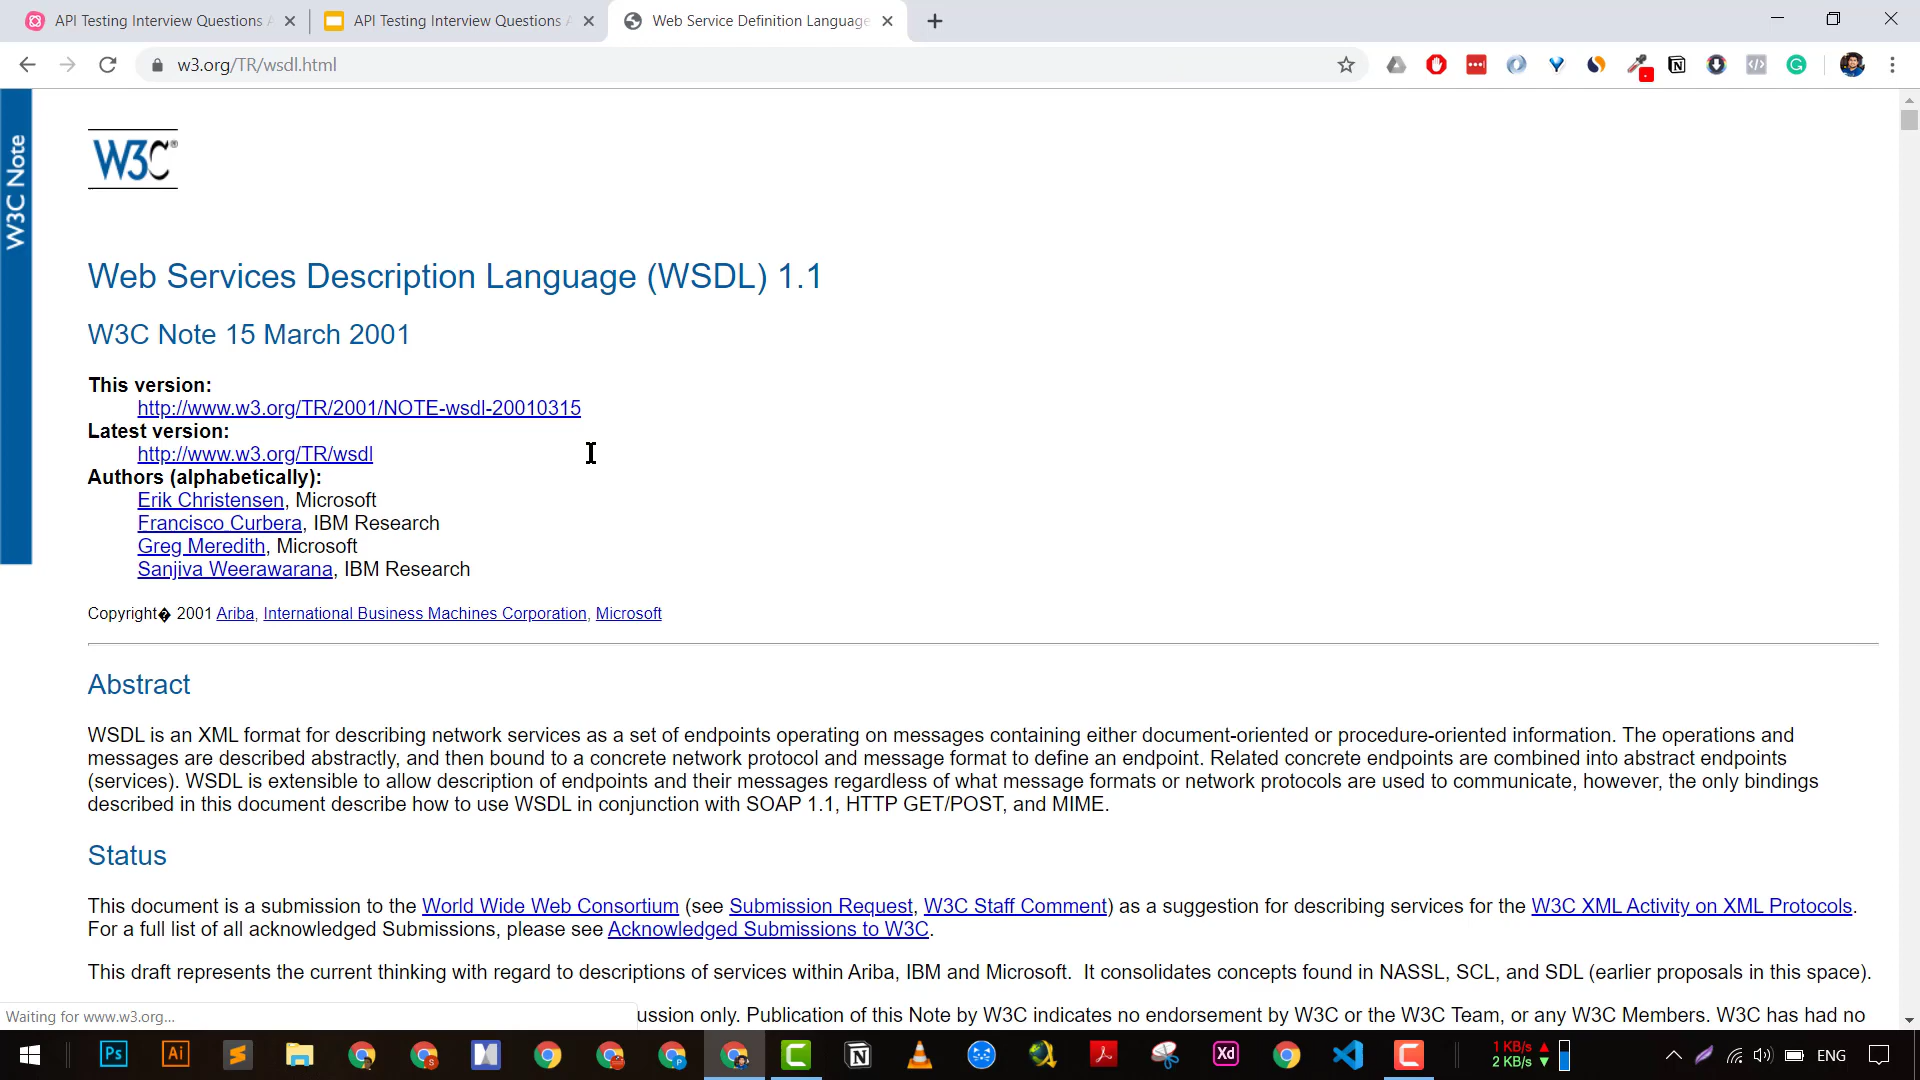 API Testing Interview Questions A
API Testing Interview Questions A
Web Service Definition Language
w3.org/TR/wsdl.html
W3C Note
W3C®
Web Services Description Language (WSDL) 1.1
W3C Note 15 March 2001
This version:
http://www.w3.org/TR/2001/NOTE-wsdl-20010315
Latest version:
http://www.w3.org/TR/wsdl
Authors (alphabetically):
Erik Christensen, Microsoft
Francisco Curbera, IBM Research
Greg Meredith, Microsoft
Sanjiva Weerawarana, IBM Research
Copyright� 2001 Ariba, International Business Machines Corporation, Microsoft
Abstract
WSDL is an XML format for describing network services as a set of endpoints operating on messages containing either document-oriented or procedure-oriented information. The operations and
messages are described abstractly, and then bound to a concrete network protocol and message format to define an endpoint. Related concrete endpoints are combined into abstract endpoints
(services). WSDL is extensible to allow description of endpoints and their messages regardless of what message formats or network protocols are used to communicate, however, the only bindings
described in this document describe how to use WSDL in conjunction with SOAP 1.1, HTTP GET/POST, and MIME.
Status
This document is a submission to the World Wide Web Consortium (see Submission Request, W3C Staff Comment) as a suggestion for describing services for the W3C XML Activity on XML Protocols.
For a full list of all acknowledged Submissions, please see Acknowledged Submissions to W3C.
This draft represents the current thinking with regard to descriptions of services within Ariba, IBM and Microsoft.  It consolidates concepts found in NASSL, SCL, and SDL (earlier proposals in this space).
Waiting for www.w3.org...
ussion only. Publication of this Note by W3C indicates no endorsement by W3C or the W3C Team, or any W3C Members. W3C has had no
Ps
Ai
Xd
1 KB/s
2 KB/s
ENG